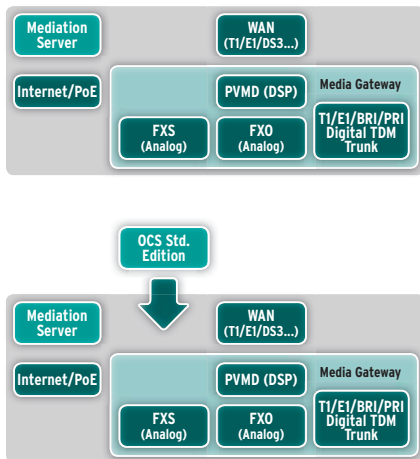 Mediation
Server
WAN
(T1/E1/DS3...)
Internet/PoE
PVMD (DSP)
Media Gateway
FXS
(Analog)
FXO
(Analog)
T1/E1/BRI/PRI
Digital TDM
Trunk
OCS Std.
Edition
Mediation
Server
WAN
(T1/E1/DS3...)
Internet/PoE
PVMD (DSP)
Media Gateway
FXS
(Analog)
FXO
(Analog)
T1/E1/BRI/PRI
Digital TDM
Trunk